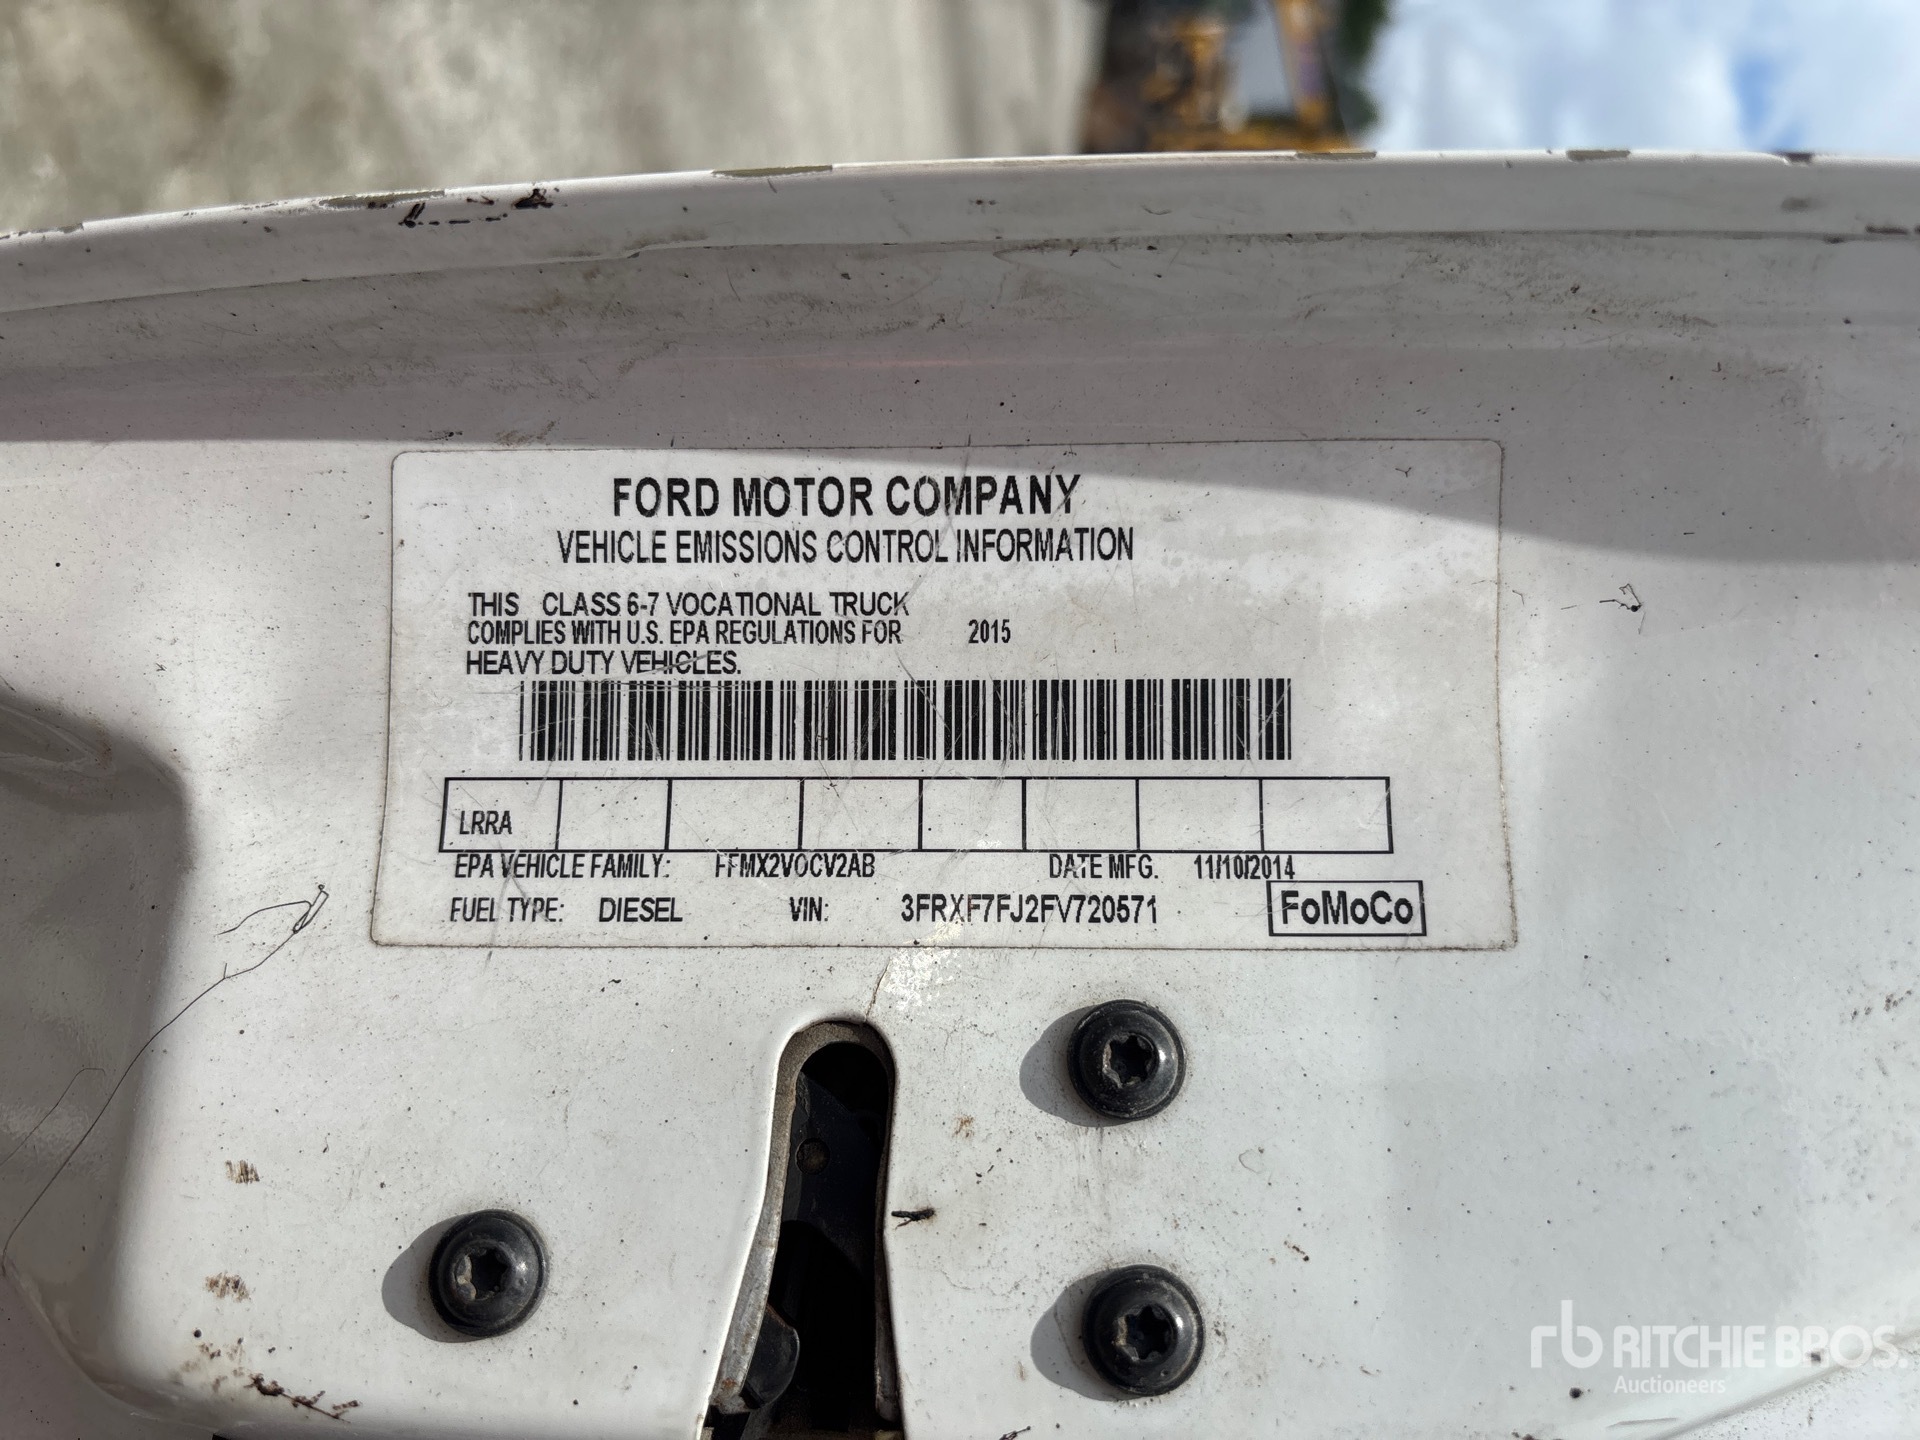 FORD MOTOR COMPANY
VEHICLE EMISSIONS CONTROL INFORMATION
THIS CLASS 6-7 VOCATIONAL TRUCK
COMPLIES WITH U.S. EPA REGULATIONS FOR 2015
HEAVY DUTY VEHICLES.
LRRA
EPA VEHICLE FAMILY: FFMX2VOCV2AB DATE MFG. 11/10/2014
FUEL TYPE: DIESEL VIN: 3FRXF7FJ2FV720571 FoMoCo
rb RITCHIE BROS.
Auctioneers